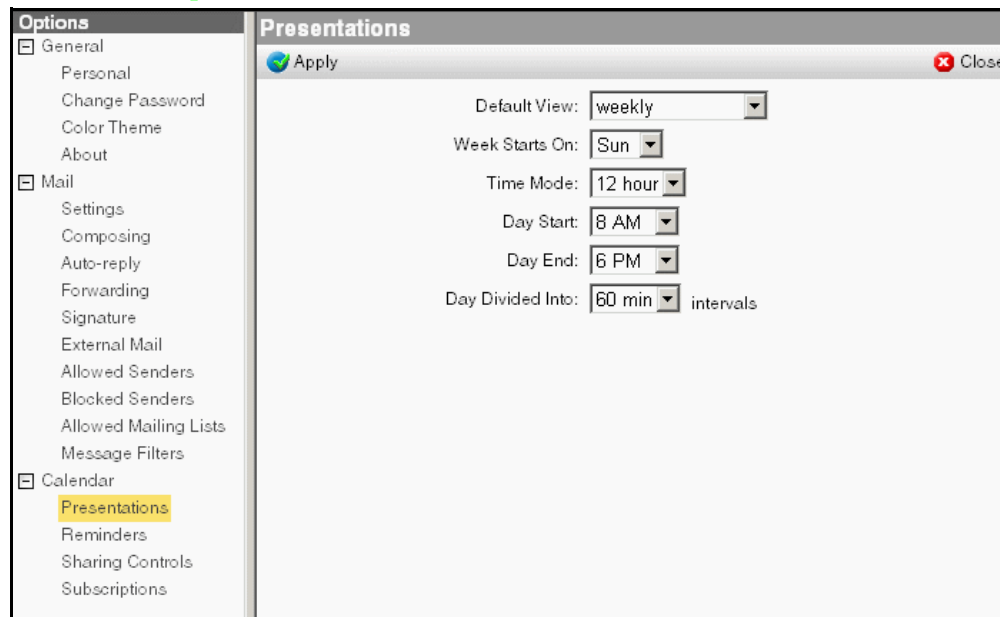 Options
General
Personal
Change Password
Color Theme
About
Mail
Settings
Composing
Auto-reply
Forwarding
Signature
External Mail
Allowed Senders
Blocked Senders
Allowed Mailing Lists
Message Filters
Calendar
Presentations
Reminders
Sharing Controls
Subscriptions
Presentations
Apply
Close
Default View: weekly
Week Starts On: Sun
Time Mode: 12 hour
Day Start: 8 AM
Day End: 6 PM
Day Divided Into: 60 min intervals